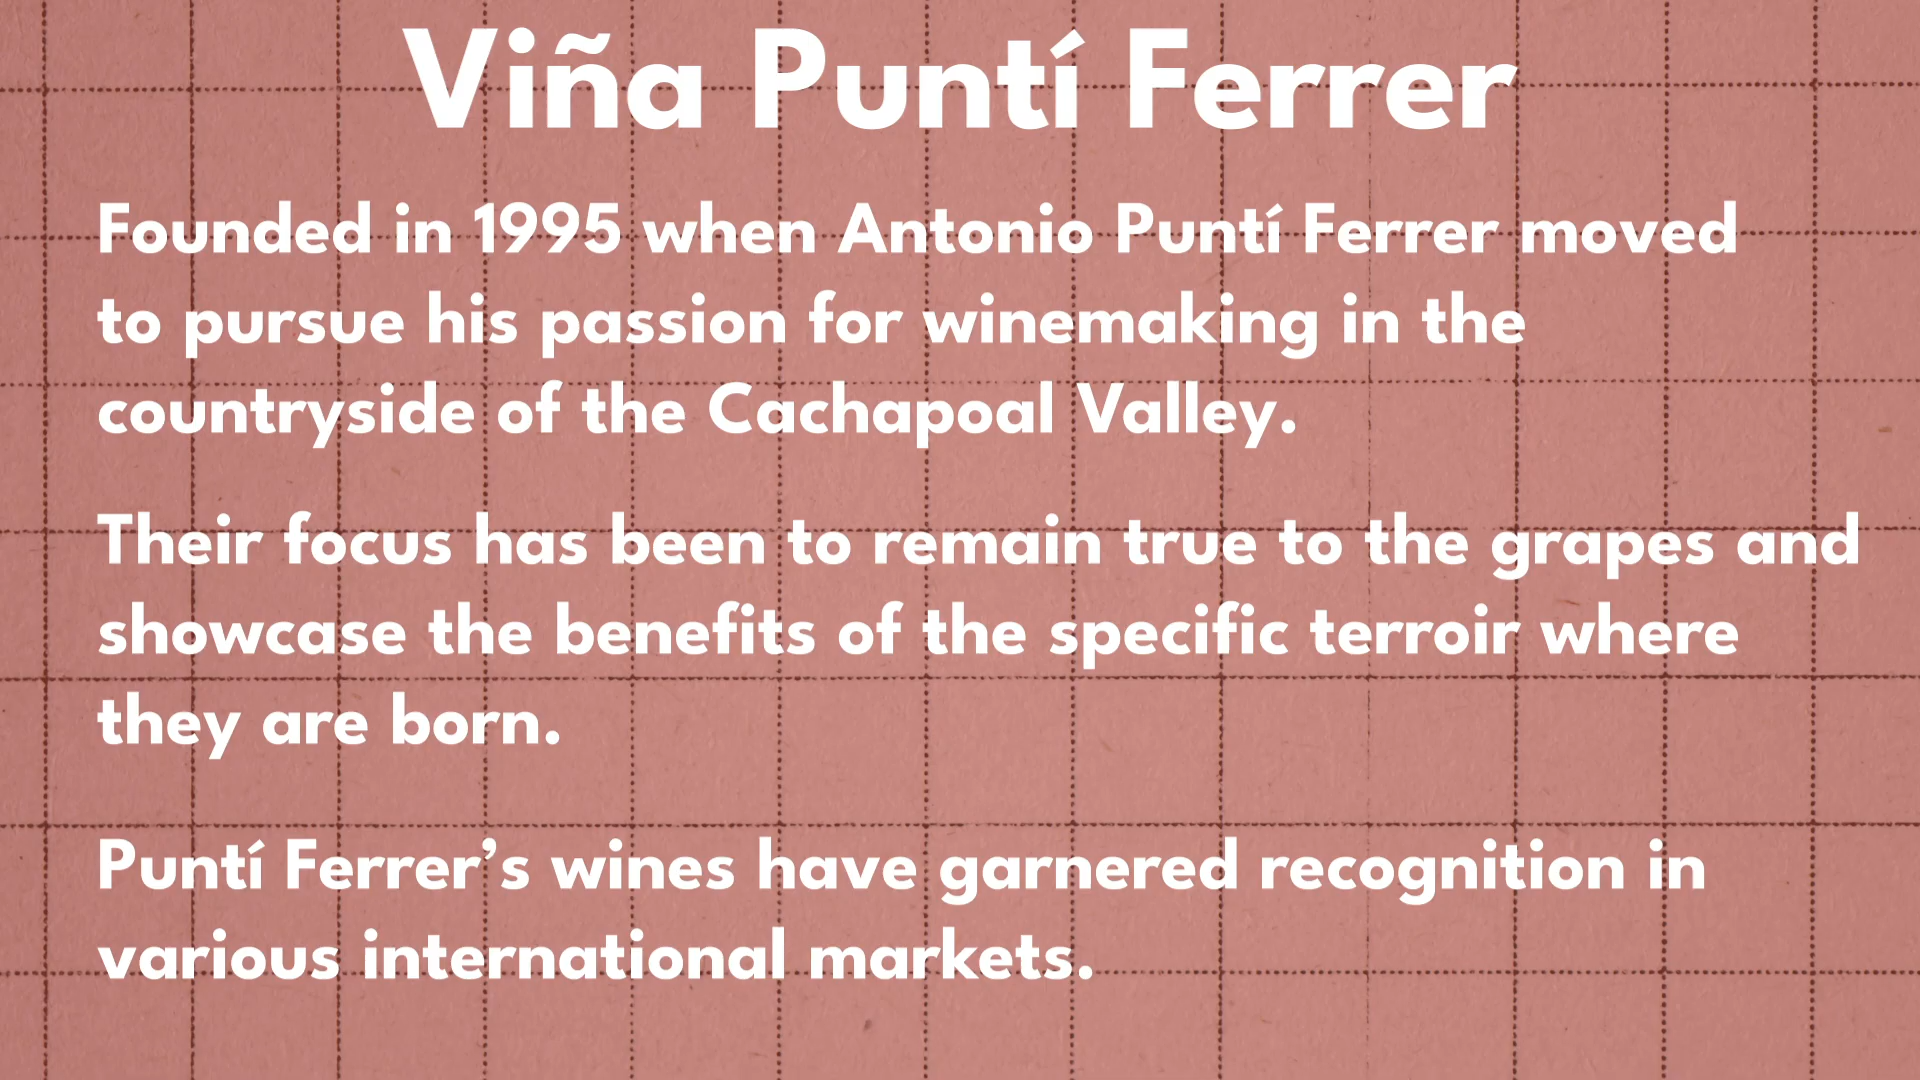 Viña Puntí Ferrer
Founded in 1995 when Antonio Puntí Ferrer moved
to pursue his passion for winemaking in the
countryside of the Cachapoal Valley.
Their focus has been to remain true to the grapes and
showcase the benefits of the specific terroir where
they are born.
Puntí Ferrer’s wines have garnered recognition in
various international markets.